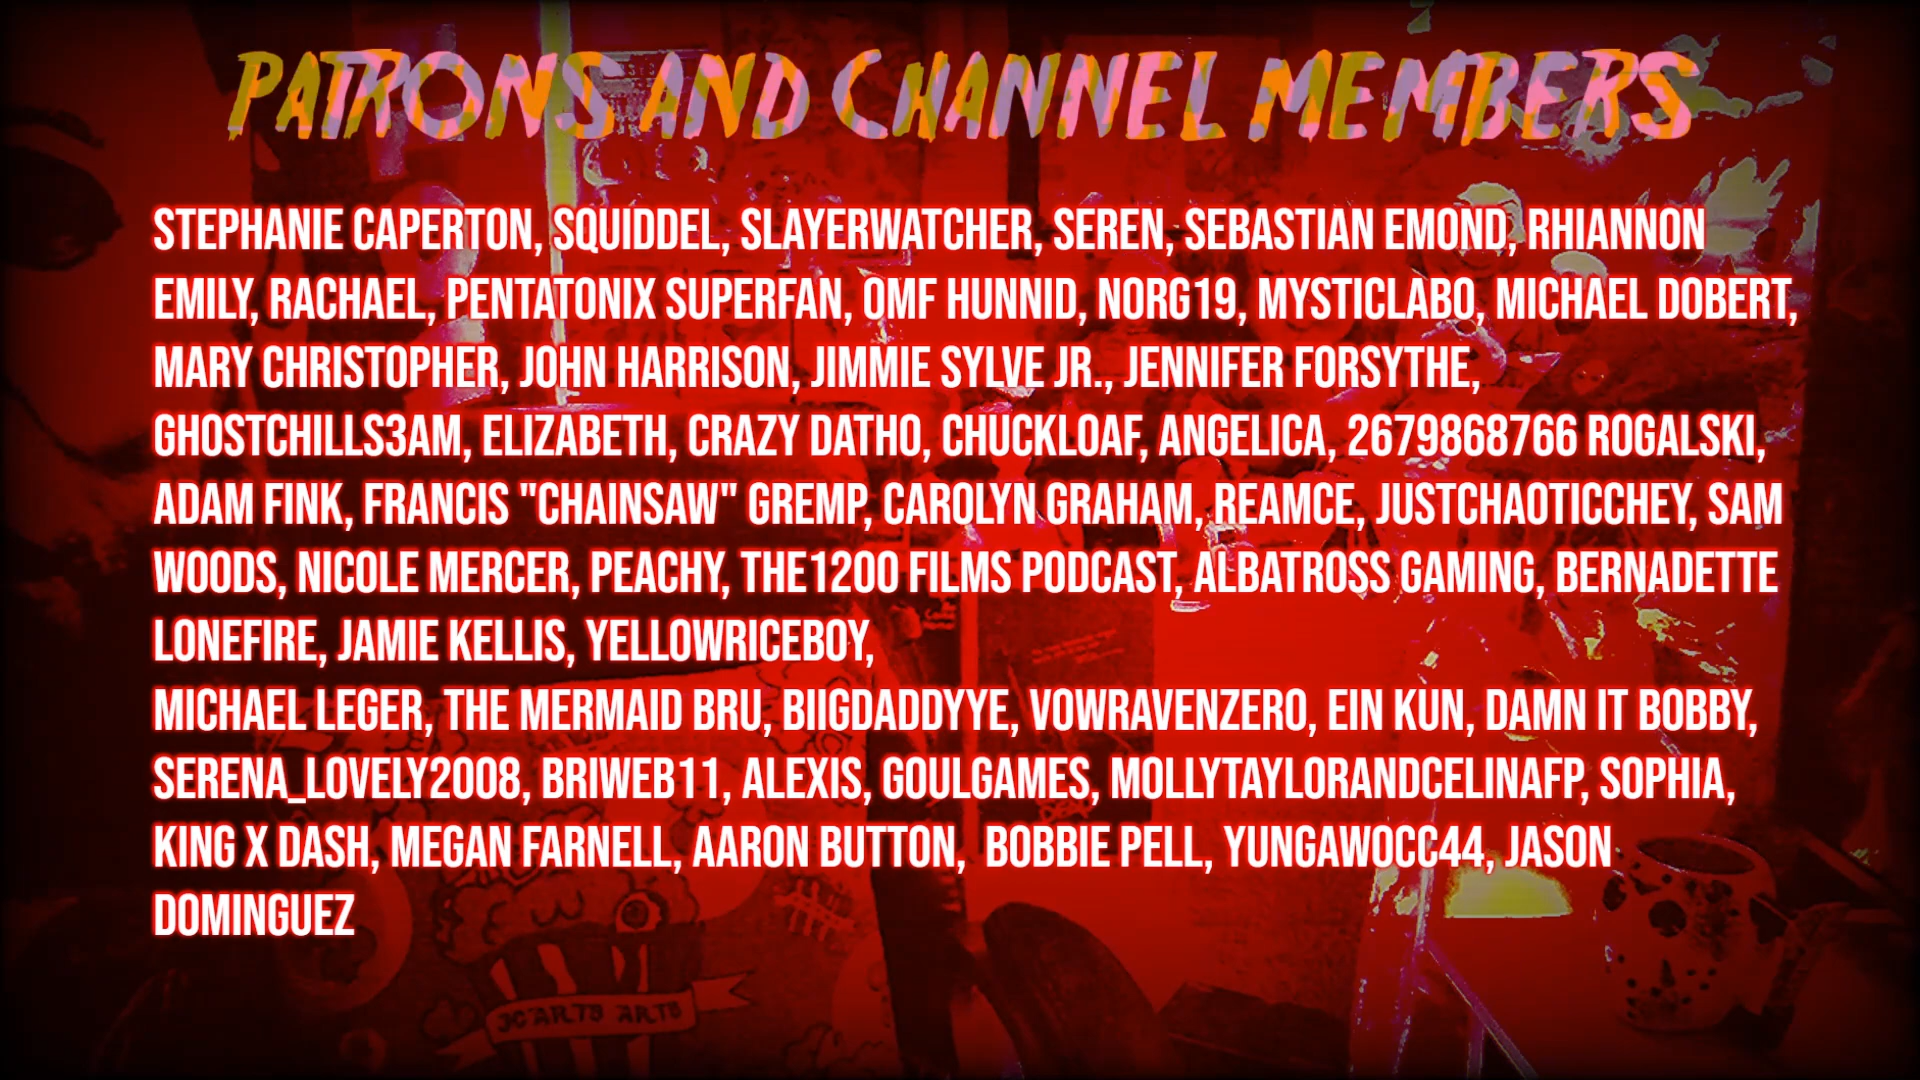 PATRONS AND CHANNEL MEMBERS
STEPHANIE CAPERTON, SQUIDDEL, SLAYERWATCHER, SEREN, SEBASTIAN EMOND, RHIANNON
EMILY, RACHAEL, PENTATONIX SUPERFAN, OMF HUNNID, NORG19, MYSTICLABO, MICHAEL DOBERT,
MARY CHRISTOPHER, JOHN HARRISON, JIMMIE SYLVE JR., JENNIFER FORSYTHE,
GHOSTCHILLS3AM, ELIZABETH, CRAZY DATHO, CHUCKLOAF, ANGELICA, 2679868766 ROGALSKI,
ADAM FINK, FRANCIS "CHAINSAW" GREMP, CAROLYN GRAHAM, REAMCE, JUSTCHAOTICCHEY, SAM
WOODS, NICOLE MERCER, PEACHY, THE1200 FILMS PODCAST, ALBATROSS GAMING, BERNADETTE
LONEFIRE, JAMIE KELLIS, YELLOWRICEBOY,
MICHAEL LEGER, THE MERMAID BRU, BIIGDADDYYE, VOWRAVENZERO, EIN KUN, DAMN IT BOBBY,
SERENA_LOVELY2008, BRIWEB11, ALEXIS, GOULGAMES, MOLLYTAYLORANDCELINAFP, SOPHIA,
KING X DASH, MEGAN FARNELL, AARON BUTTON, BOBBIE PELL, YUNGAWOCC44, JASON
DOMINGUEZ
ARTS